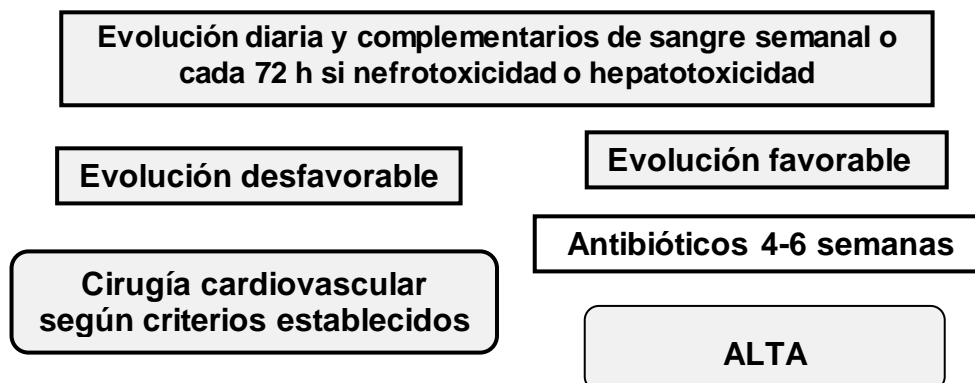 Evolución diaria y complementarios de sangre semanal o
cada 72 h si nefrotoxicidad o hepatotoxicidad
Evolución desfavorable
Evolución favorable
Antibióticos 4-6 semanas
Cirugía cardiovascular
según criterios establecidos
ALTA